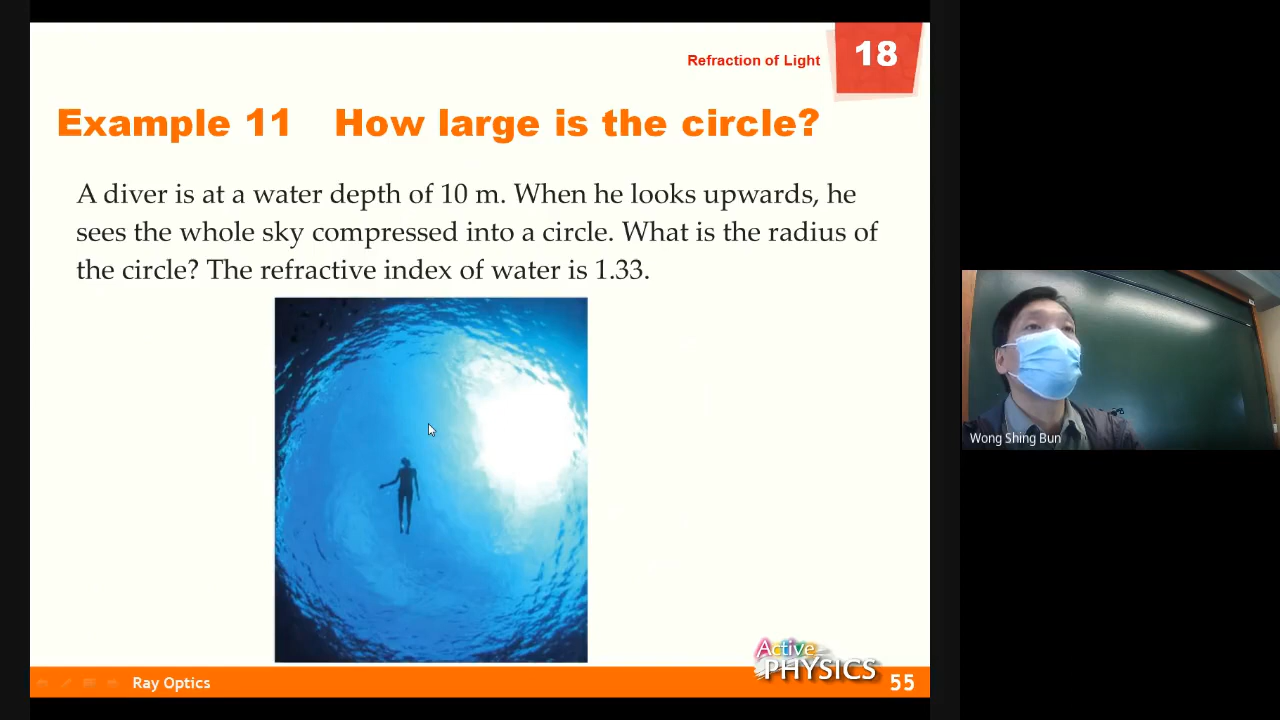 Refraction of Light
18
Example 11 How large is the circle?
A diver is at a water depth of 10 m. When he looks upwards, he
sees the whole sky compressed into a circle. What is the radius of
the circle? The refractive index of water is 1.33.
Wong Shing Bun
Ray Optics
Active
PHYSICS
55